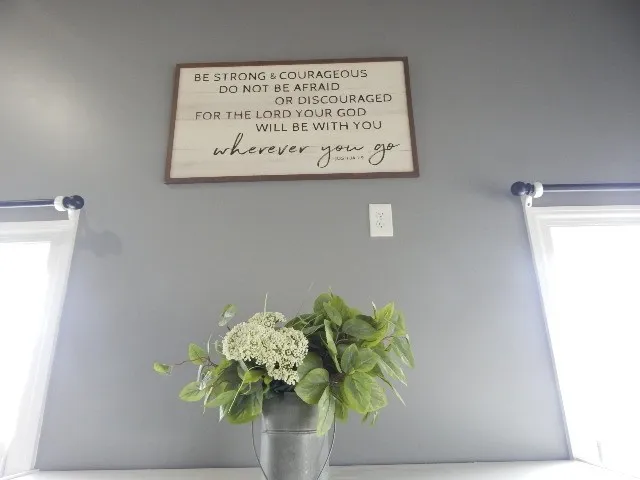 BE STRONG & COURAGEOUS
DO NOT BE AFRAID
OR DISCOURAGED
FOR THE LORD YOUR GOD
WILL BE WITH YOU
wherever you go